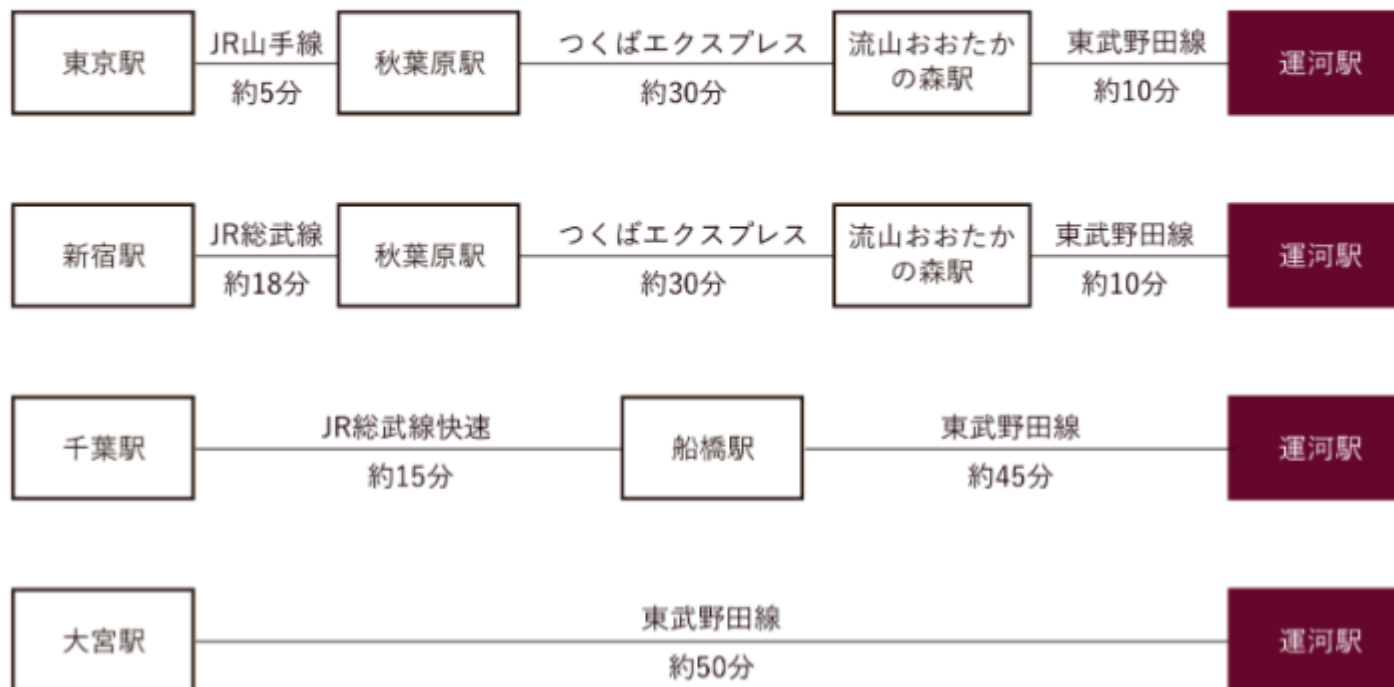 東京駅
JR山手線
約5分
秋葉原駅
つくばエクスプレス
約30分
流山おおたか
の森駅
東武野田線
約10分
運河駅
新宿駅
JR総武線
約18分
秋葉原駅
つくばエクスプレス
約30分
流山おおたか
の森駅
東武野田線
約10分
運河駅
千葉駅
JR総武線快速
約15分
船橋駅
東武野田線
約45分
運河駅
大宮駅
東武野田線
約50分
運河駅